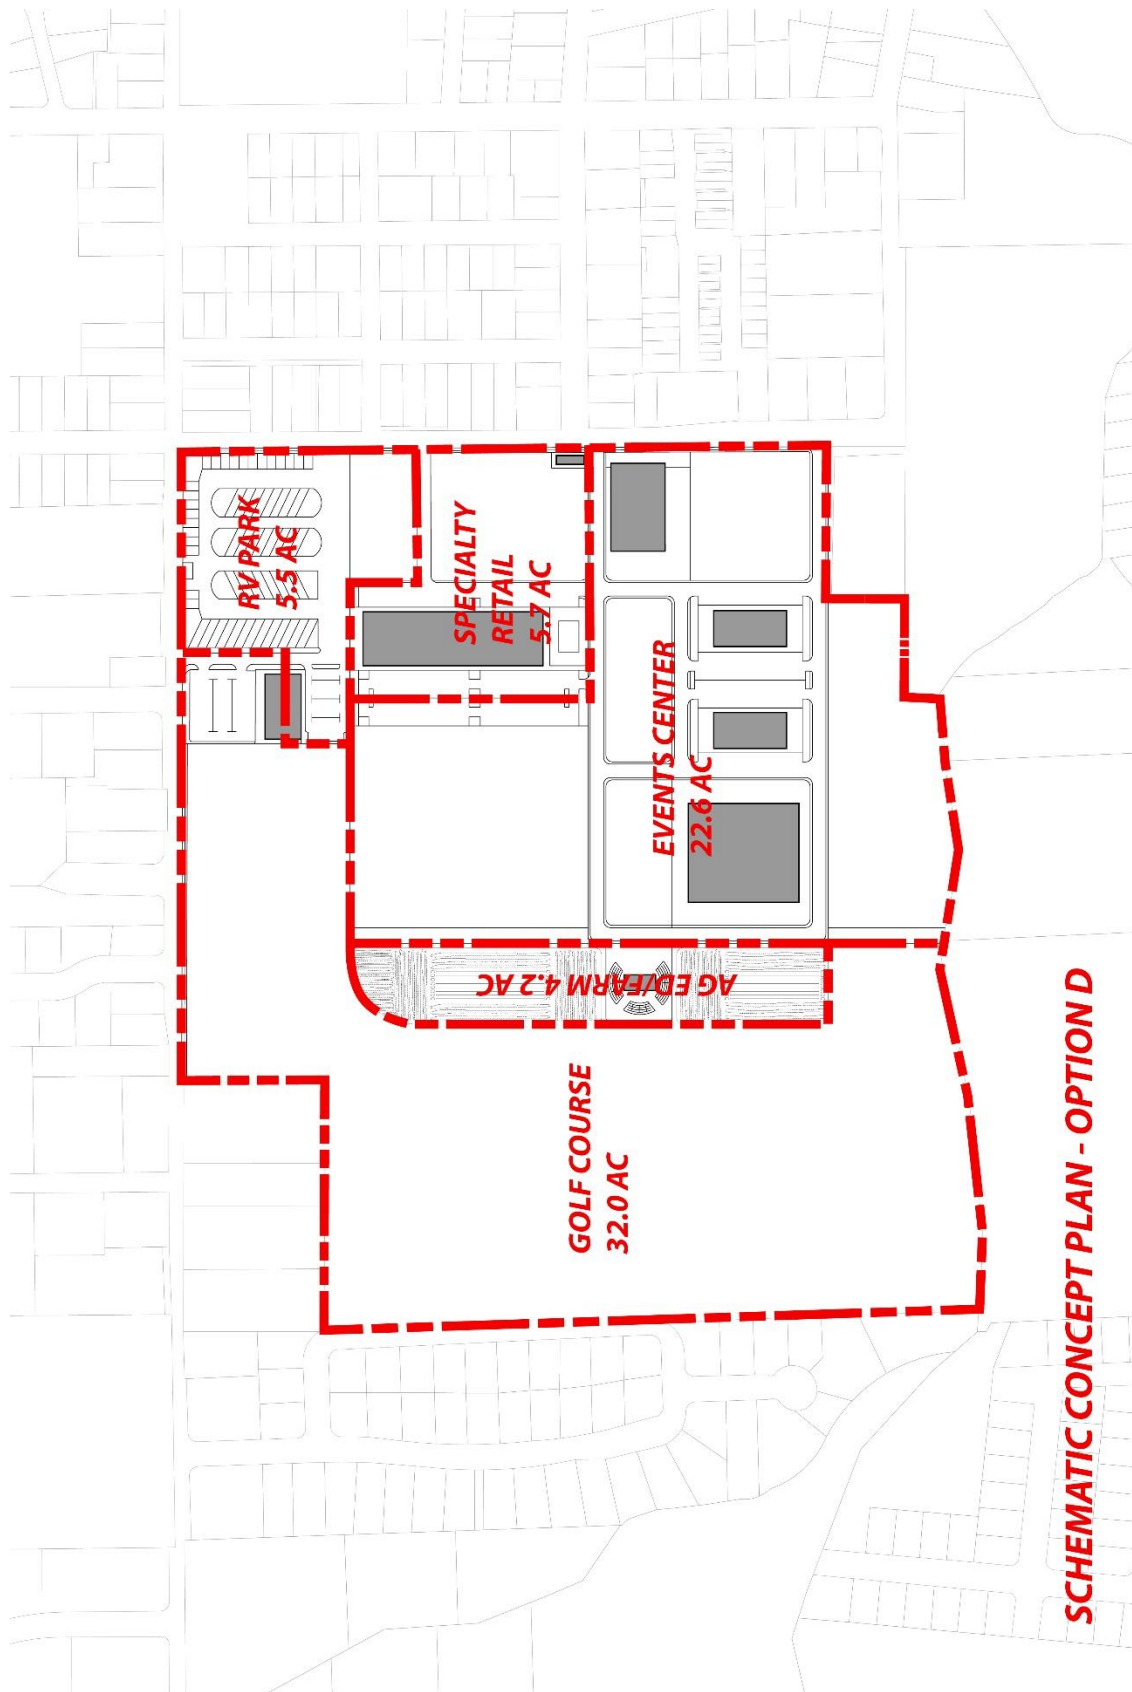 RV PARK
5.5 AC
SPECIALTY
RETAIL
5.7 AC
EVENTS CENTER
22.6 AC
AG ED/FARM 4.2 AC
GOLF COURSE
32.0 AC
SCHEMATIC CONCEPT PLAN - OPTION D